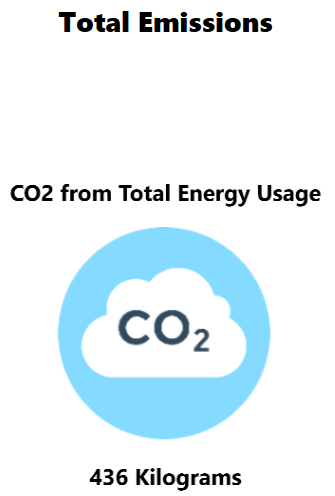 Total Emissions
CO2 from Total Energy Usage
CO₂
436 Kilograms